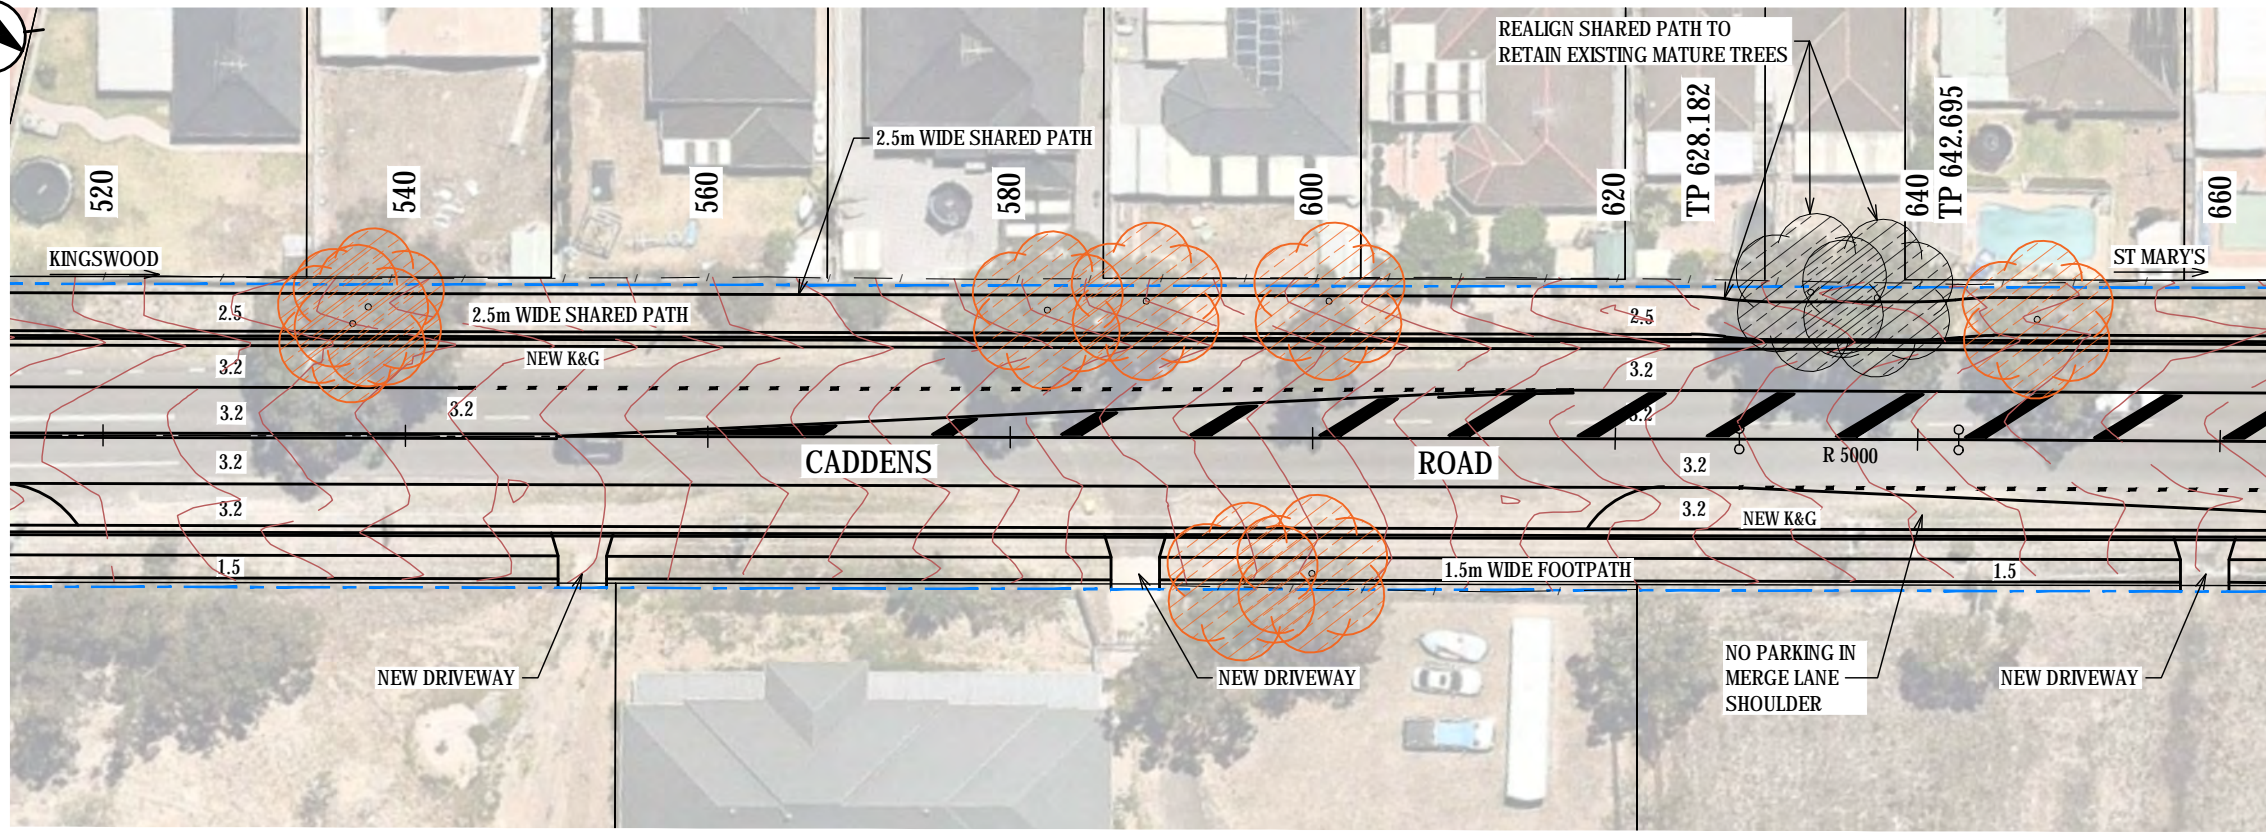 REALIGN SHARED PATH TO
RETAIN EXISTING MATURE TREES
2.5m WIDE SHARED PATH
520
540
560
580
600
620
TP 628.182
640
TP 642.695
660
KINGSWOOD
ST MARY'S
2.5
2.5m WIDE SHARED PATH
2.5
NEW K&G
3.2
3.2
3.2
3.2
3.2
CADDENS ROAD
R 5000
3.2
3.2
3.2
3.2
NEW K&G
1.5
1.5m WIDE FOOTPATH
1.5
NEW DRIVEWAY
NEW DRIVEWAY
NO PARKING IN
MERGE LANE
SHOULDER
NEW DRIVEWAY